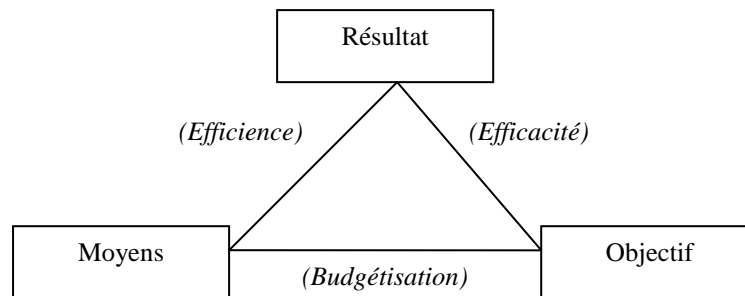 Résultat
(Efficience)
(Efficacité)
Moyens
Objectif
(Budgétisation)